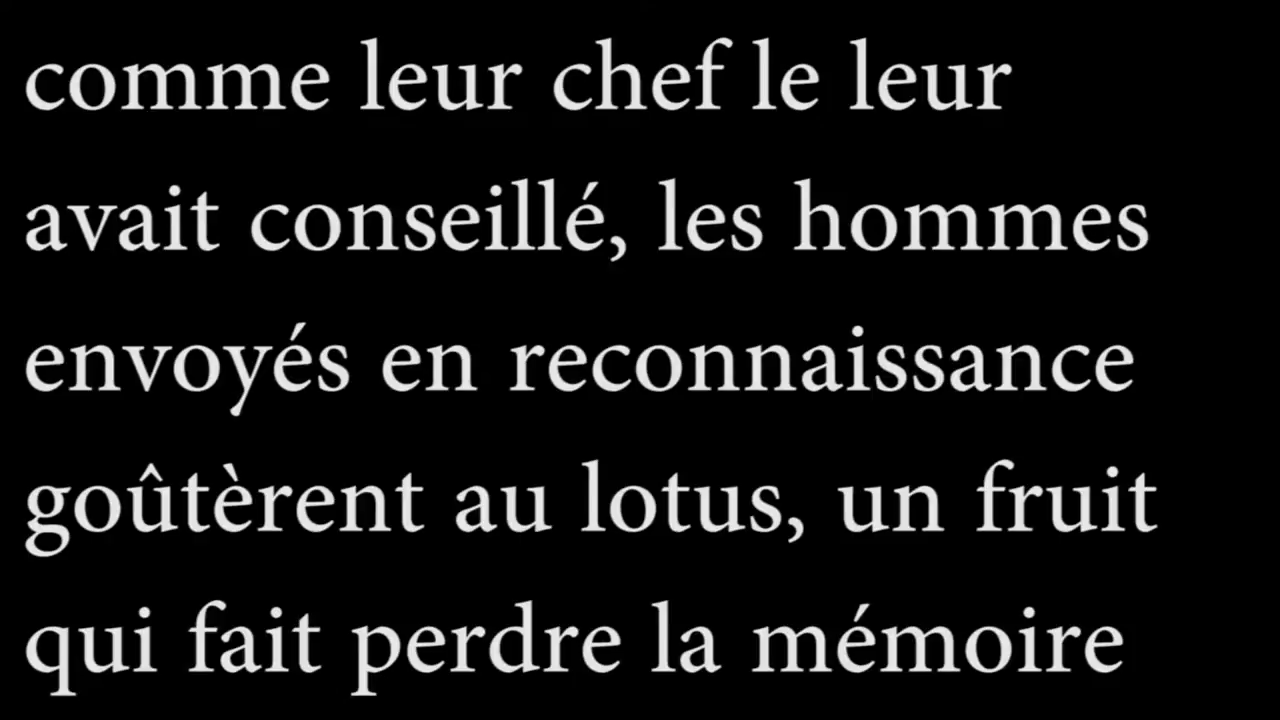 comme leur chef le leur
avait conseillé, les hommes
envoyés en reconnaissance
goûtèrent au lotus, un fruit
qui fait perdre la mémoire